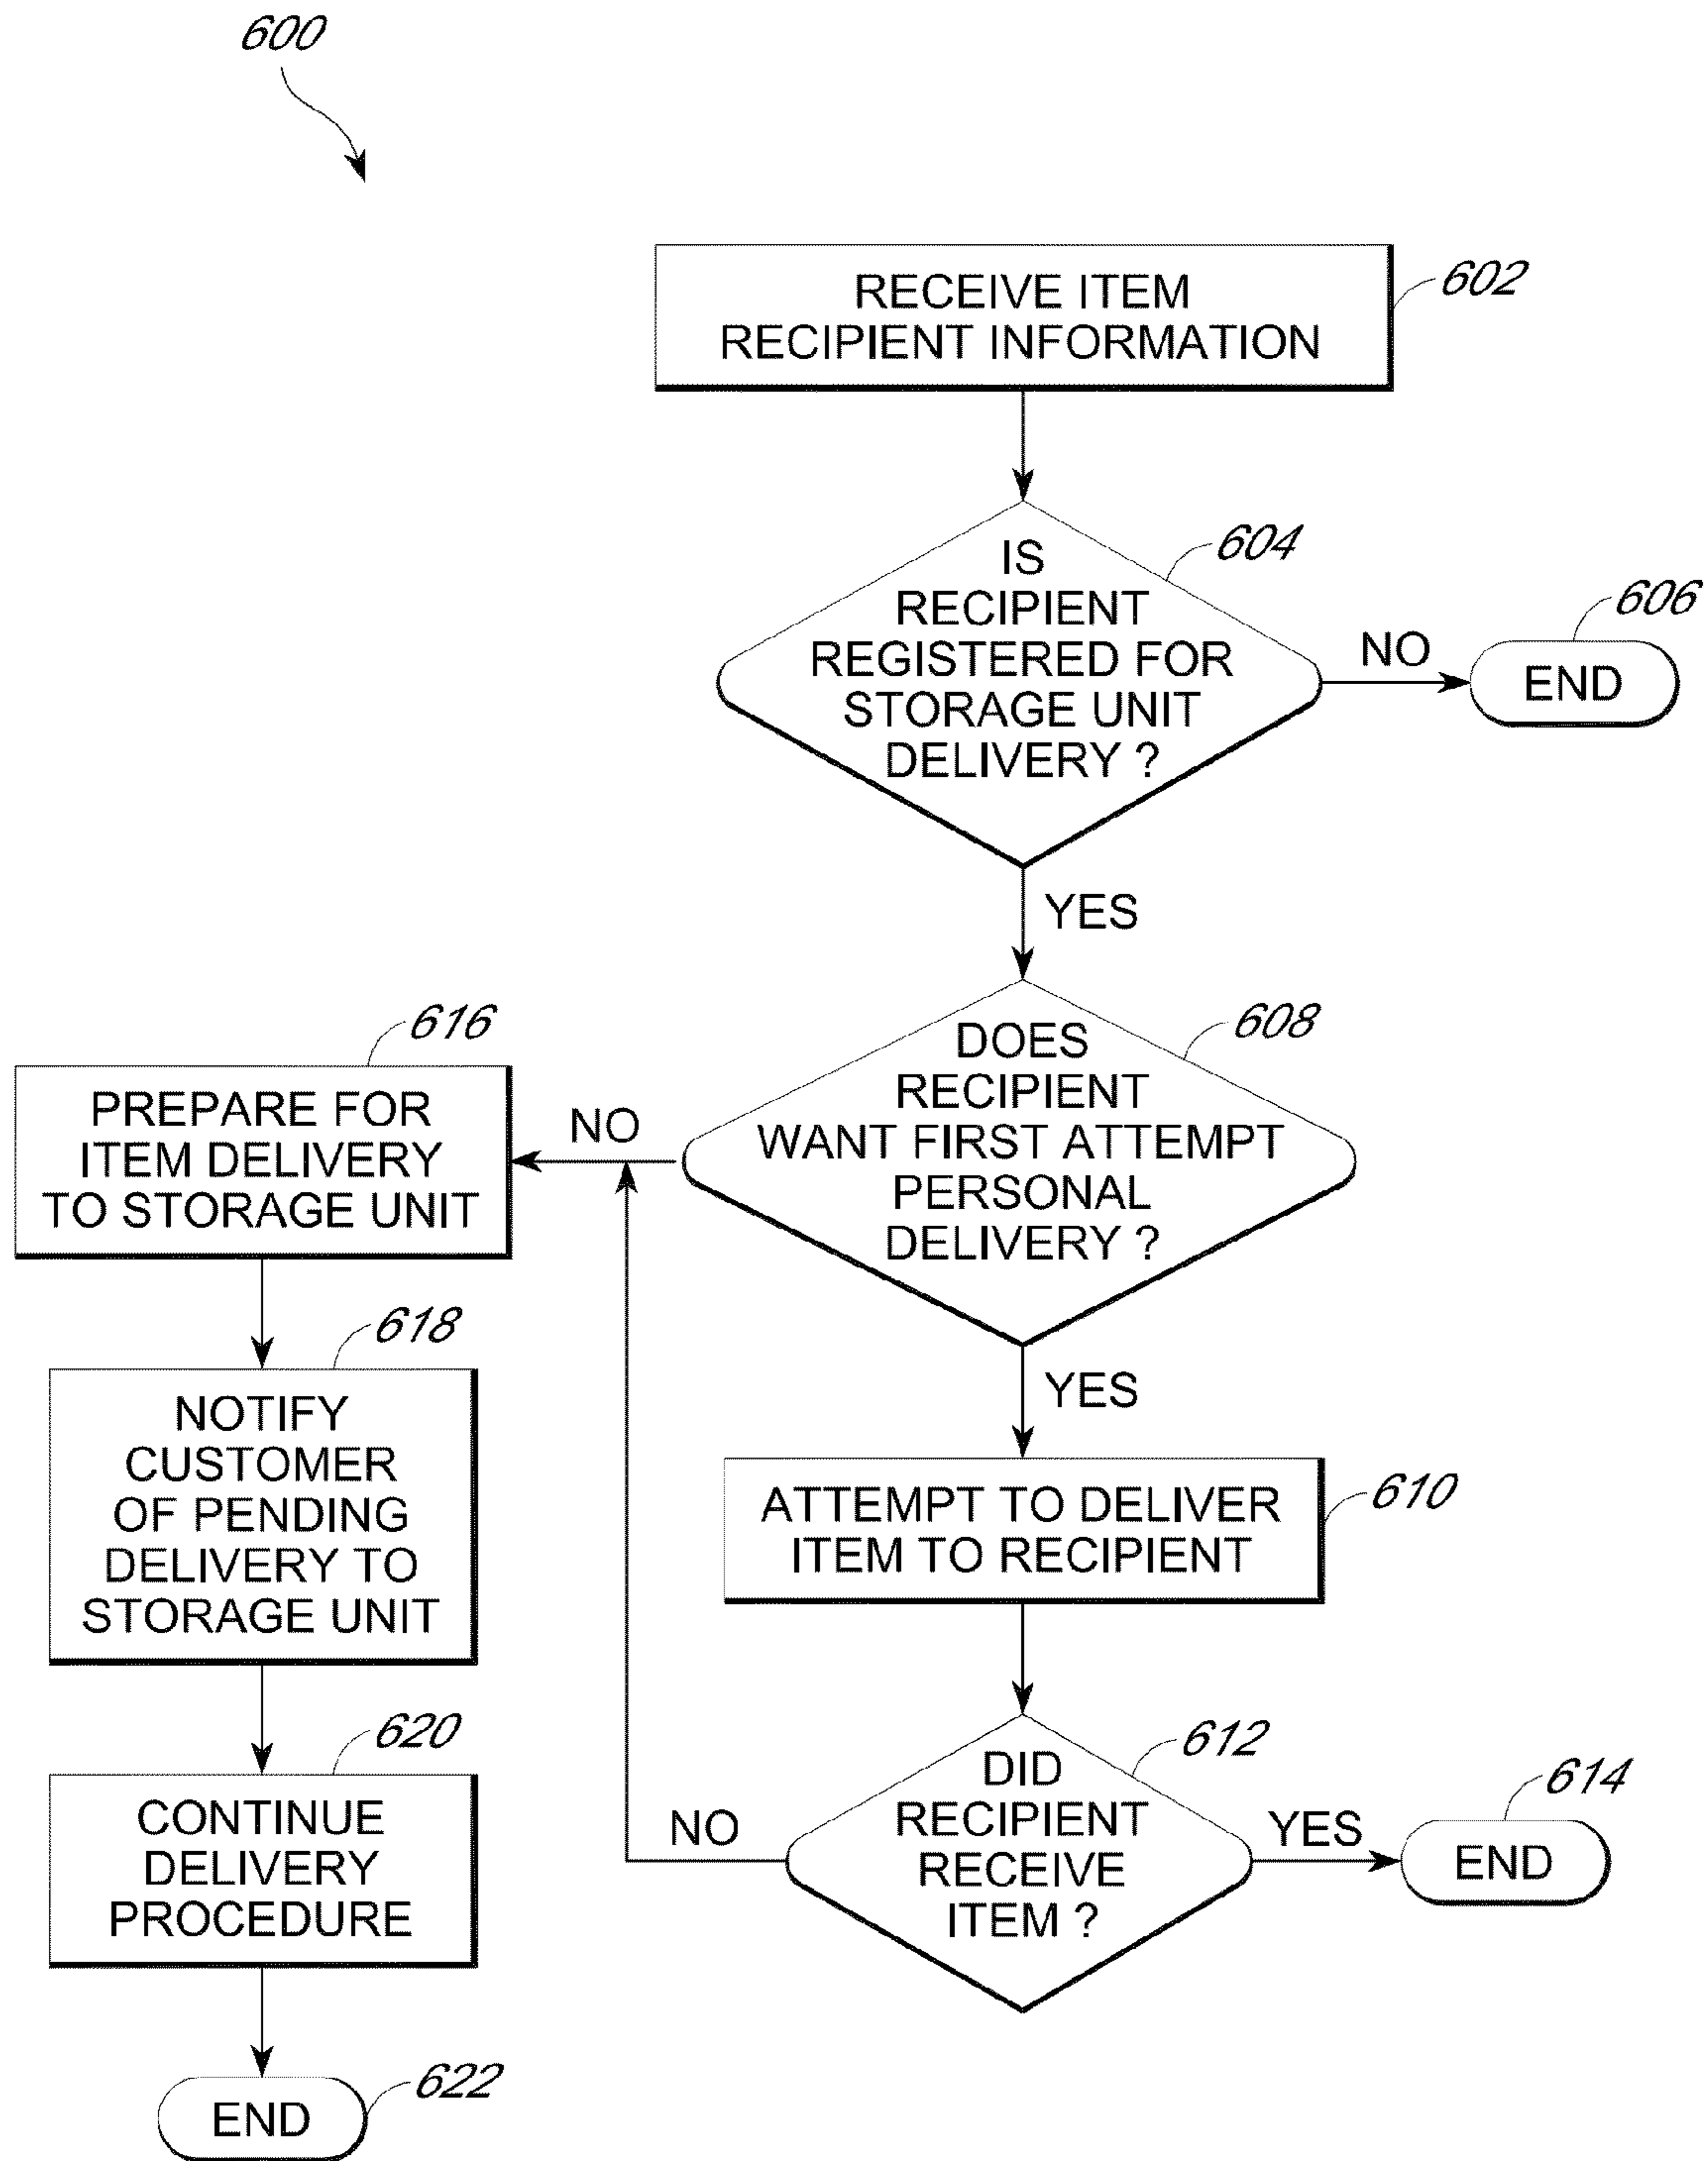 600
RECEIVE ITEM
RECIPIENT INFORMATION
602
IS
RECIPIENT
REGISTERED FOR
STORAGE UNIT
DELIVERY ?
604
NO
END
606
YES
DOES
RECIPIENT
WANT FIRST ATTEMPT
PERSONAL
DELIVERY ?
608
NO
YES
ATTEMPT TO DELIVER
ITEM TO RECIPIENT
610
DID
RECIPIENT
RECEIVE
ITEM ?
612
NO
YES
END
614
PREPARE FOR
ITEM DELIVERY
TO STORAGE UNIT
616
NOTIFY
CUSTOMER
OF PENDING
DELIVERY TO
STORAGE UNIT
618
CONTINUE
DELIVERY
PROCEDURE
620
END
622